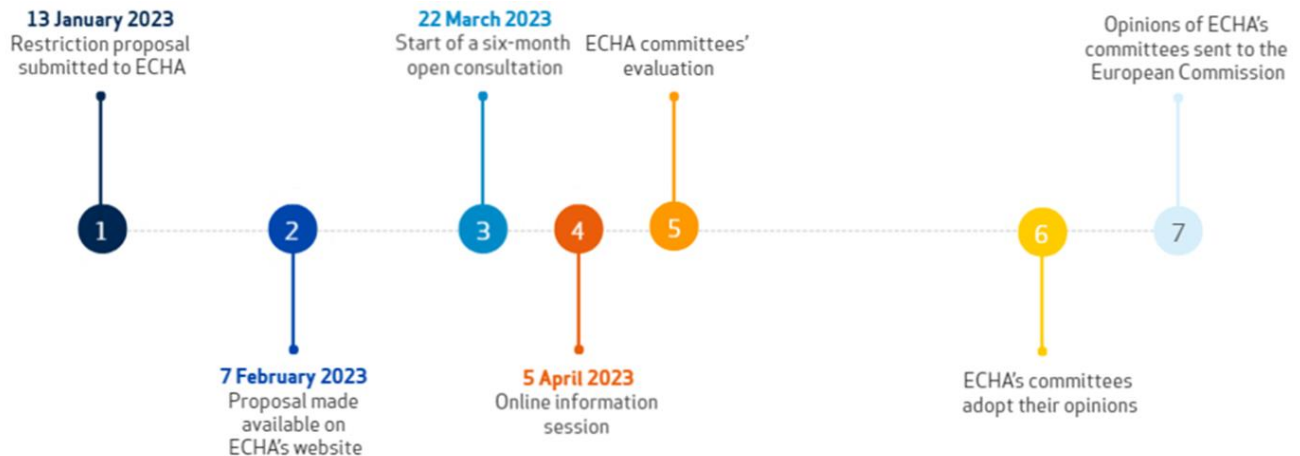 13 January 2023
Restriction proposal
submitted to ECHA
22 March 2023
Start of a six-month
open consultation
ECHA committees'
evaluation
Opinions of ECHA's
committees sent to the
European Commission
1
2
3
4
5
6
7
7 February 2023
Proposal made
available on
ECHA's website
5 April 2023
Online information
session
ECHA's committees
adopt their opinions